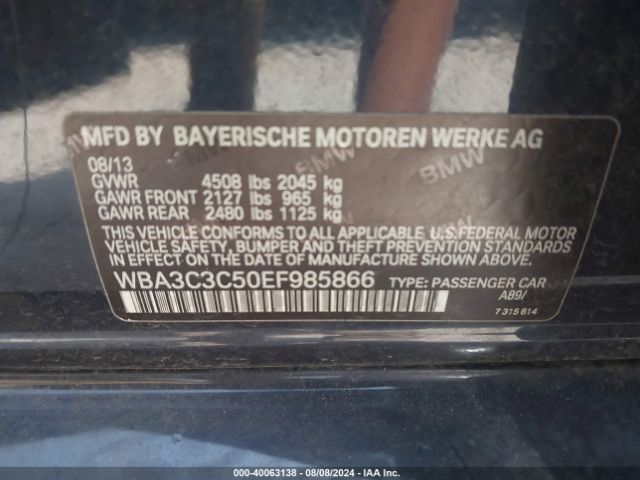 MFD BY BAYERISCHE MOTOREN WERKE AG
08/13
GVWR 4508 lbs 2045 kg
GAWR FRONT 2127 lbs 965 kg
GAWR REAR 2480 lbs 1125 kg
THIS VEHICLE CONFORMS TO ALL APPLICABLE U.S.FEDERAL MOTOR
VEHICLE SAFETY, BUMPER AND THEFT PREVENTION STANDARDS
IN EFFECT ON THE DATE OF MANUFACTURE SHOWN ABOVE.
WBA3C3C50EF985866 TYPE: PASSENGER CAR
A89/
7315814
BMW
BMW
BMW
000-40063138 - 08/08/2024 - IAA Inc.